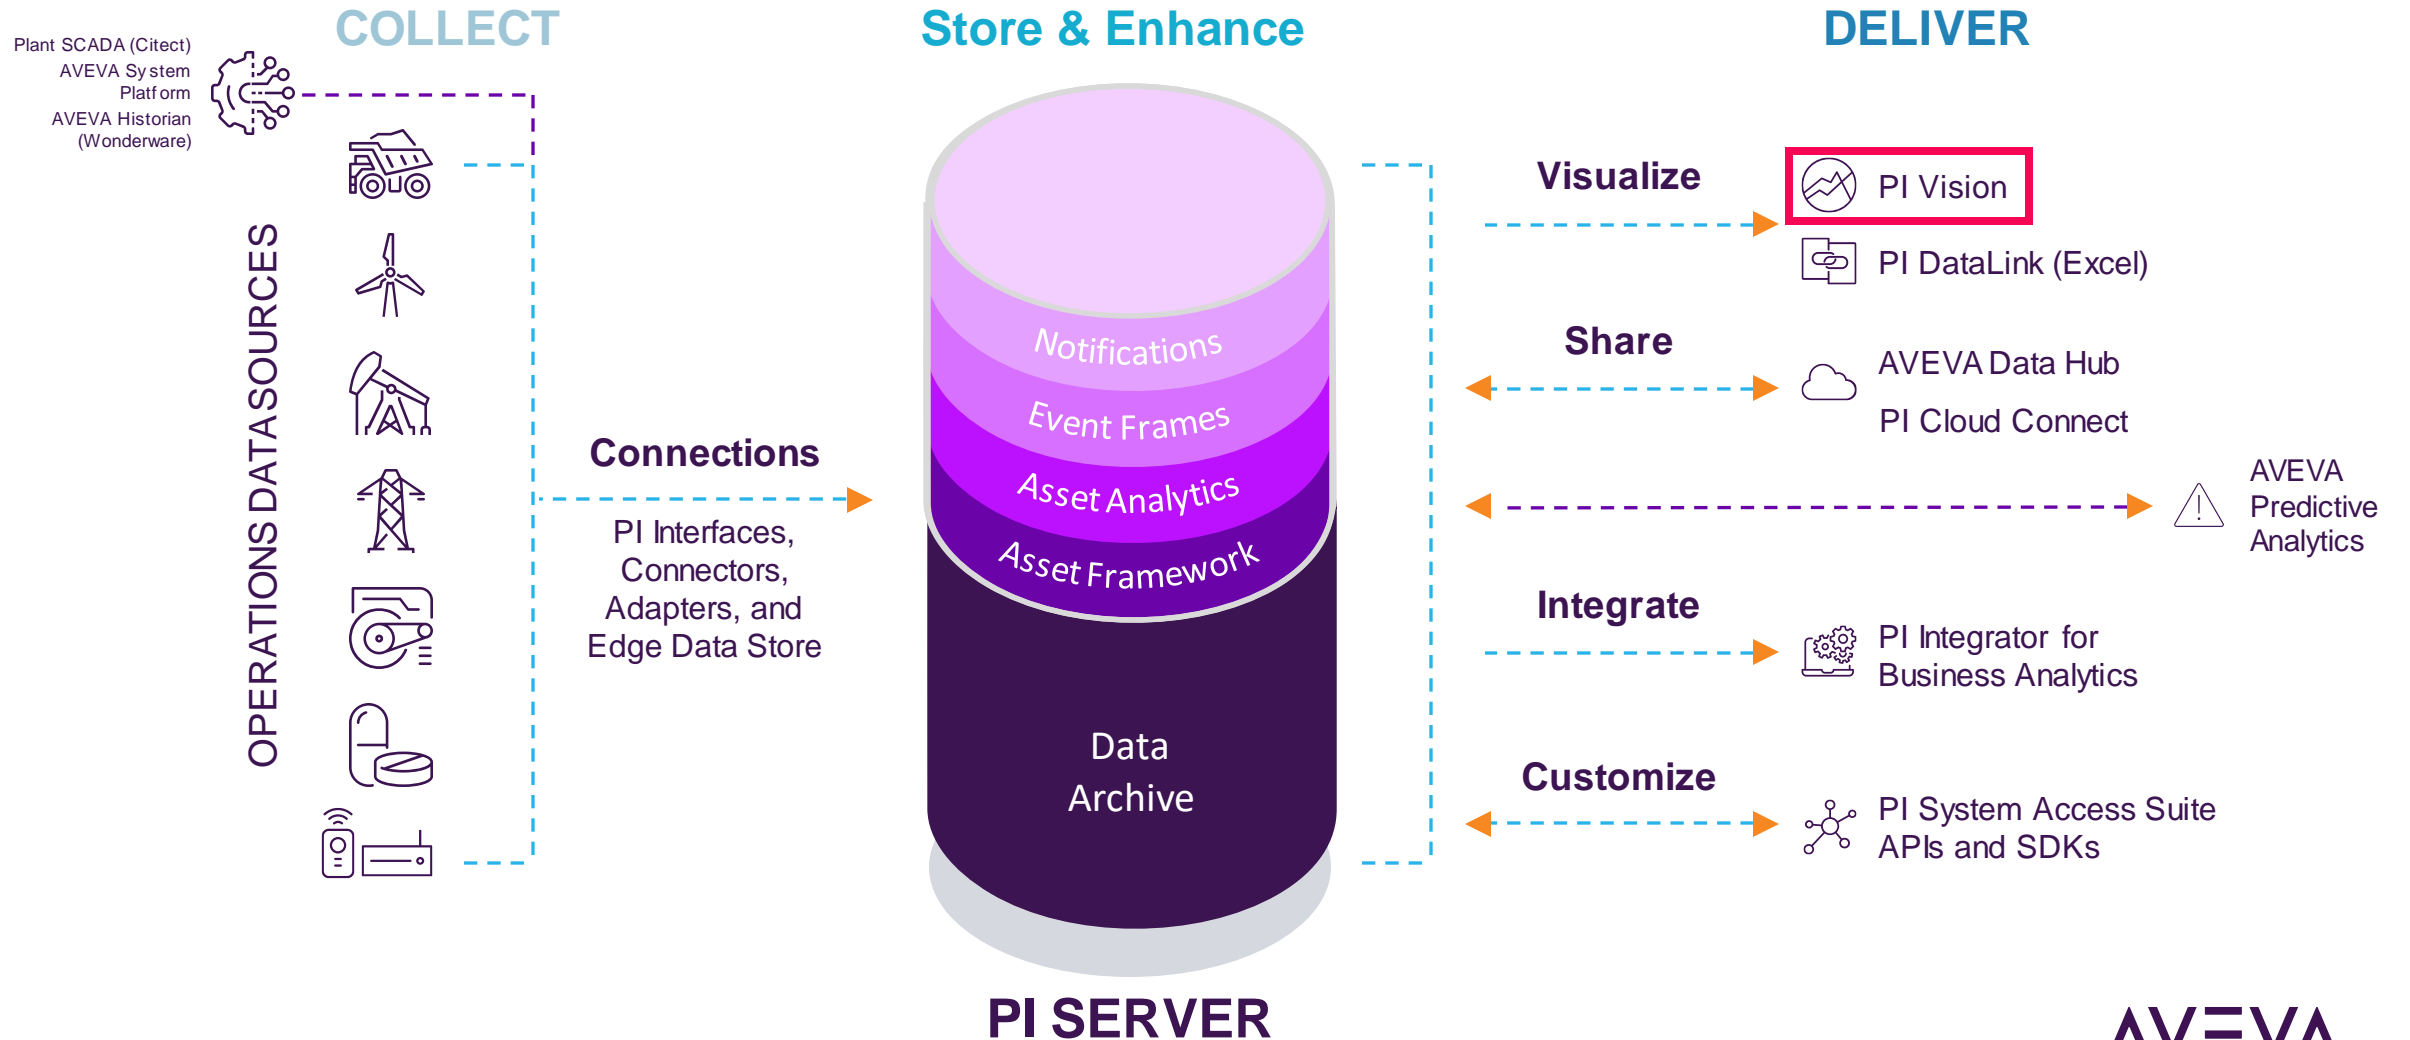 COLLECT
Store & Enhance
DELIVER
Plant SCADA (Citect)
AVEVA System
Platform
AVEVA Historian
(Wonderware)
OPERATIONS DATA SOURCES
Connections
PI Interfaces,
Connectors,
Adapters, and
Edge Data Store
Notifications
Event Frames
Asset Analytics
Asset Framework
Data
Archive
PI SERVER
Visualize
PI Vision
PI DataLink (Excel)
Share
AVEVA Data Hub
PI Cloud Connect
AVEVA
Predictive
Analytics
Integrate
PI Integrator for
Business Analytics
Customize
PI System Access Suite
APIs and SDKs
AVEVA